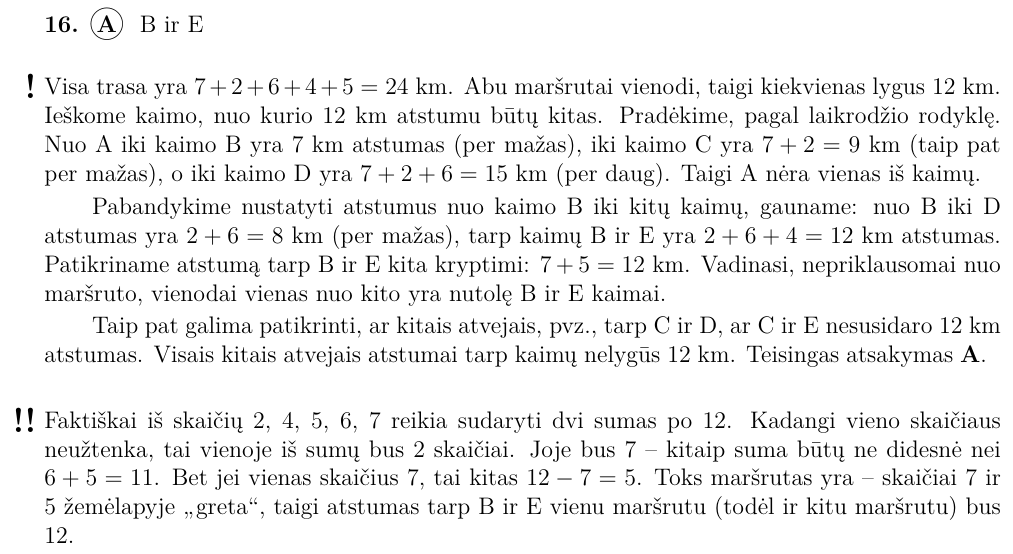 16. A B ir E
! Visa trasa yra 7 + 2 + 6 + 4 + 5 = 24 km. Abu maršrutai vienodi, taigi kiekvienas lygus 12 km.
Ieškome kaimo, nuo kurio 12 km atstumu būtų kitas. Pradėkime, pagal laikrodžio rodyklę.
Nuo A iki kaimo B yra 7 km atstumas (per mažas), iki kaimo C yra 7 + 2 = 9 km (taip pat
per mažas), o iki kaimo D yra 7 + 2 + 6 = 15 km (per daug). Taigi A nėra vienas iš kaimų.
Pabandykime nustatyti atstumus nuo kaimo B iki kitų kaimų, gauname: nuo B iki D
atstumas yra 2 + 6 = 8 km (per mažas), tarp kaimų B ir E yra 2 + 6 + 4 = 12 km atstumas.
Patikriname atstumą tarp B ir E kita kryptimi: 7 + 5 = 12 km. Vadinasi, nepriklausomai nuo
maršruto, vienodai vienas nuo kito yra nutolę B ir E kaimai.
Taip pat galima patikrinti, ar kitais atvejais, pvz., tarp C ir D, ar C ir E nesusidaro 12 km
atstumas. Visais kitais atvejais atstumai tarp kaimų nelygūs 12 km. Teisingas atsakymas A.
!! Faktiškai iš skaičių 2, 4, 5, 6, 7 reikia sudaryti dvi sumas po 12. Kadangi vieno skaičiaus
neužtenka, tai vienoje iš sumų bus 2 skaičiai. Joje bus 7 – kitaip suma būtų ne didesnė nei
6 + 5 = 11. Bet jei vienas skaičius 7, tai kitas 12 − 7 = 5. Toks maršrutas yra – skaičiai 7 ir
5 žemėlapyje „greta“, taigi atstumas tarp B ir E vienu maršrutu (todėl ir kitu maršrutu) bus
12.